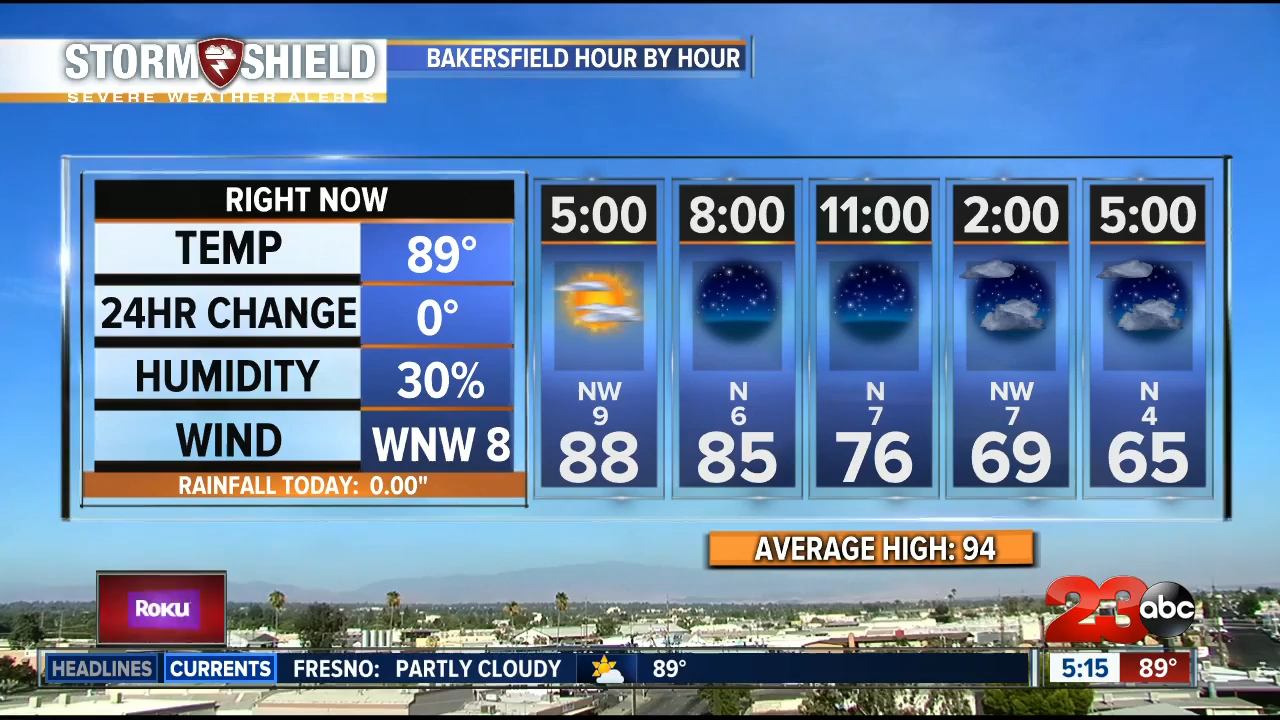 STORM SHIELD
SEVERE WEATHER ALERTS
BAKERSFIELD HOUR BY HOUR
RIGHT NOW
TEMP 89°
24HR CHANGE 0°
HUMIDITY 30%
WIND WNW 8
RAINFALL TODAY: 0.00"
5:00 8:00 11:00 2:00 5:00
NW N N NW N
9 6 7 7 4
88 85 76 69 65
AVERAGE HIGH: 94
ROKU
23 abc
HEADLINES CURRENTS FRESNO: PARTLY CLOUDY 89°
5:15 89°